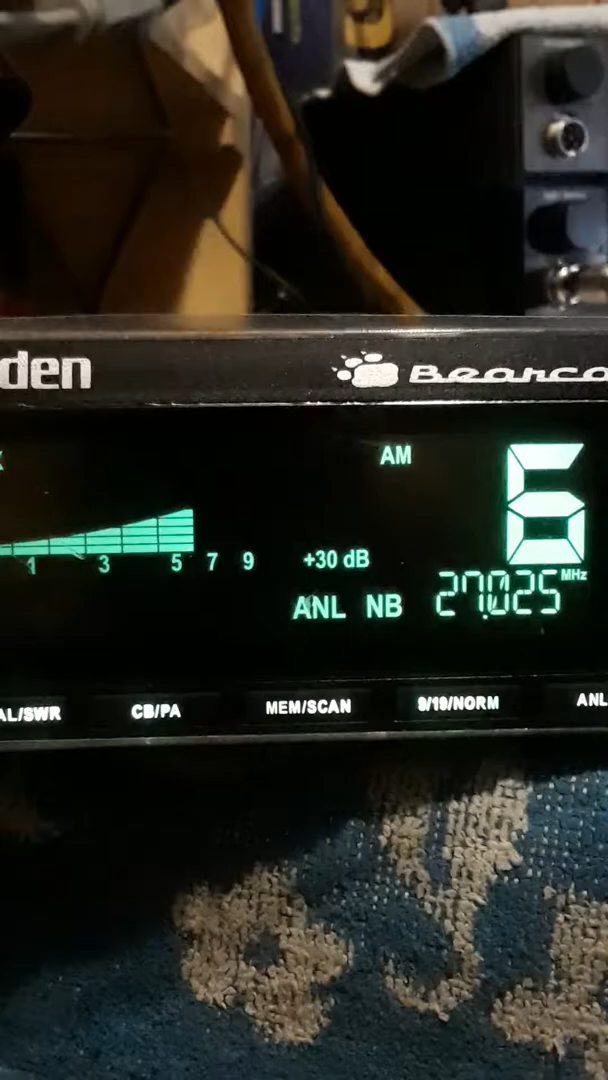 den Bearco
AM 6
1 3 5 7 9 +30 dB
ANL NB 27.025 MHz
AL/SWR CB/PA MEM/SCAN 9/19/NORM ANL